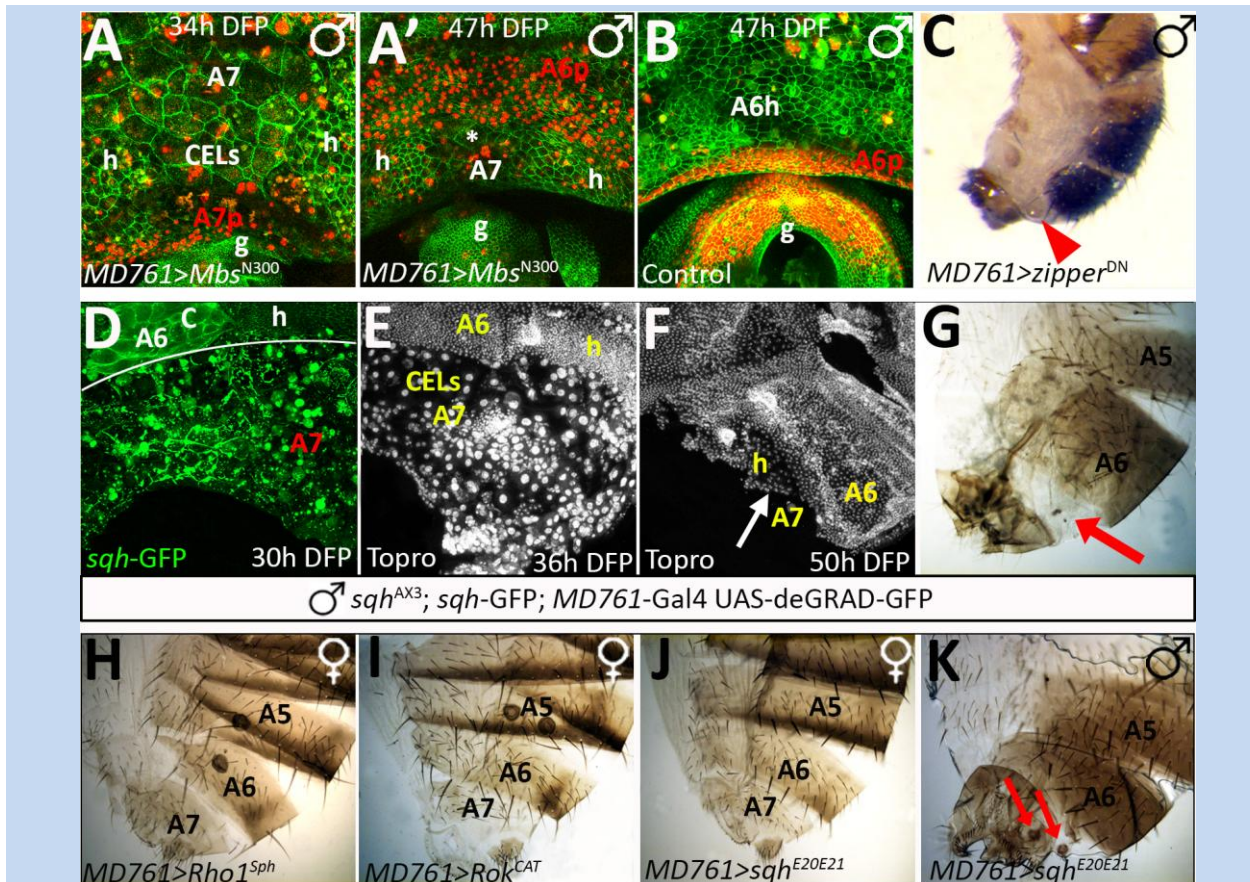 A
34h DFP
♂
A7
h
CELs
h
A7p
g
MD761>Mbs^N300
A’
47h DFP
♂
A6p
*
h
A7
h
g
MD761>Mbs^N300
B
47h DPF
♂
A6h
A6p
g
Control
C
♂
MD761>zipper^DN
D
C
h
A6
A7
sqh-GFP
30h DFP
E
A6
h
CELs
A7
Topro
36h DFP
F
h
A6
A7
Topro
50h DFP
G
A5
A6
♂ sqh^AX3; sqh-GFP; MD761-Gal4 UAS-deGRAD-GFP
H
♀
A5
A6
A7
MD761>Rho1^Sph
I
♀
A5
A6
A7
MD761>Rok^CAT
J
♀
A5
A6
A7
MD761>sqh^E20E21
K
♂
A5
A6
MD761>sqh^E20E21